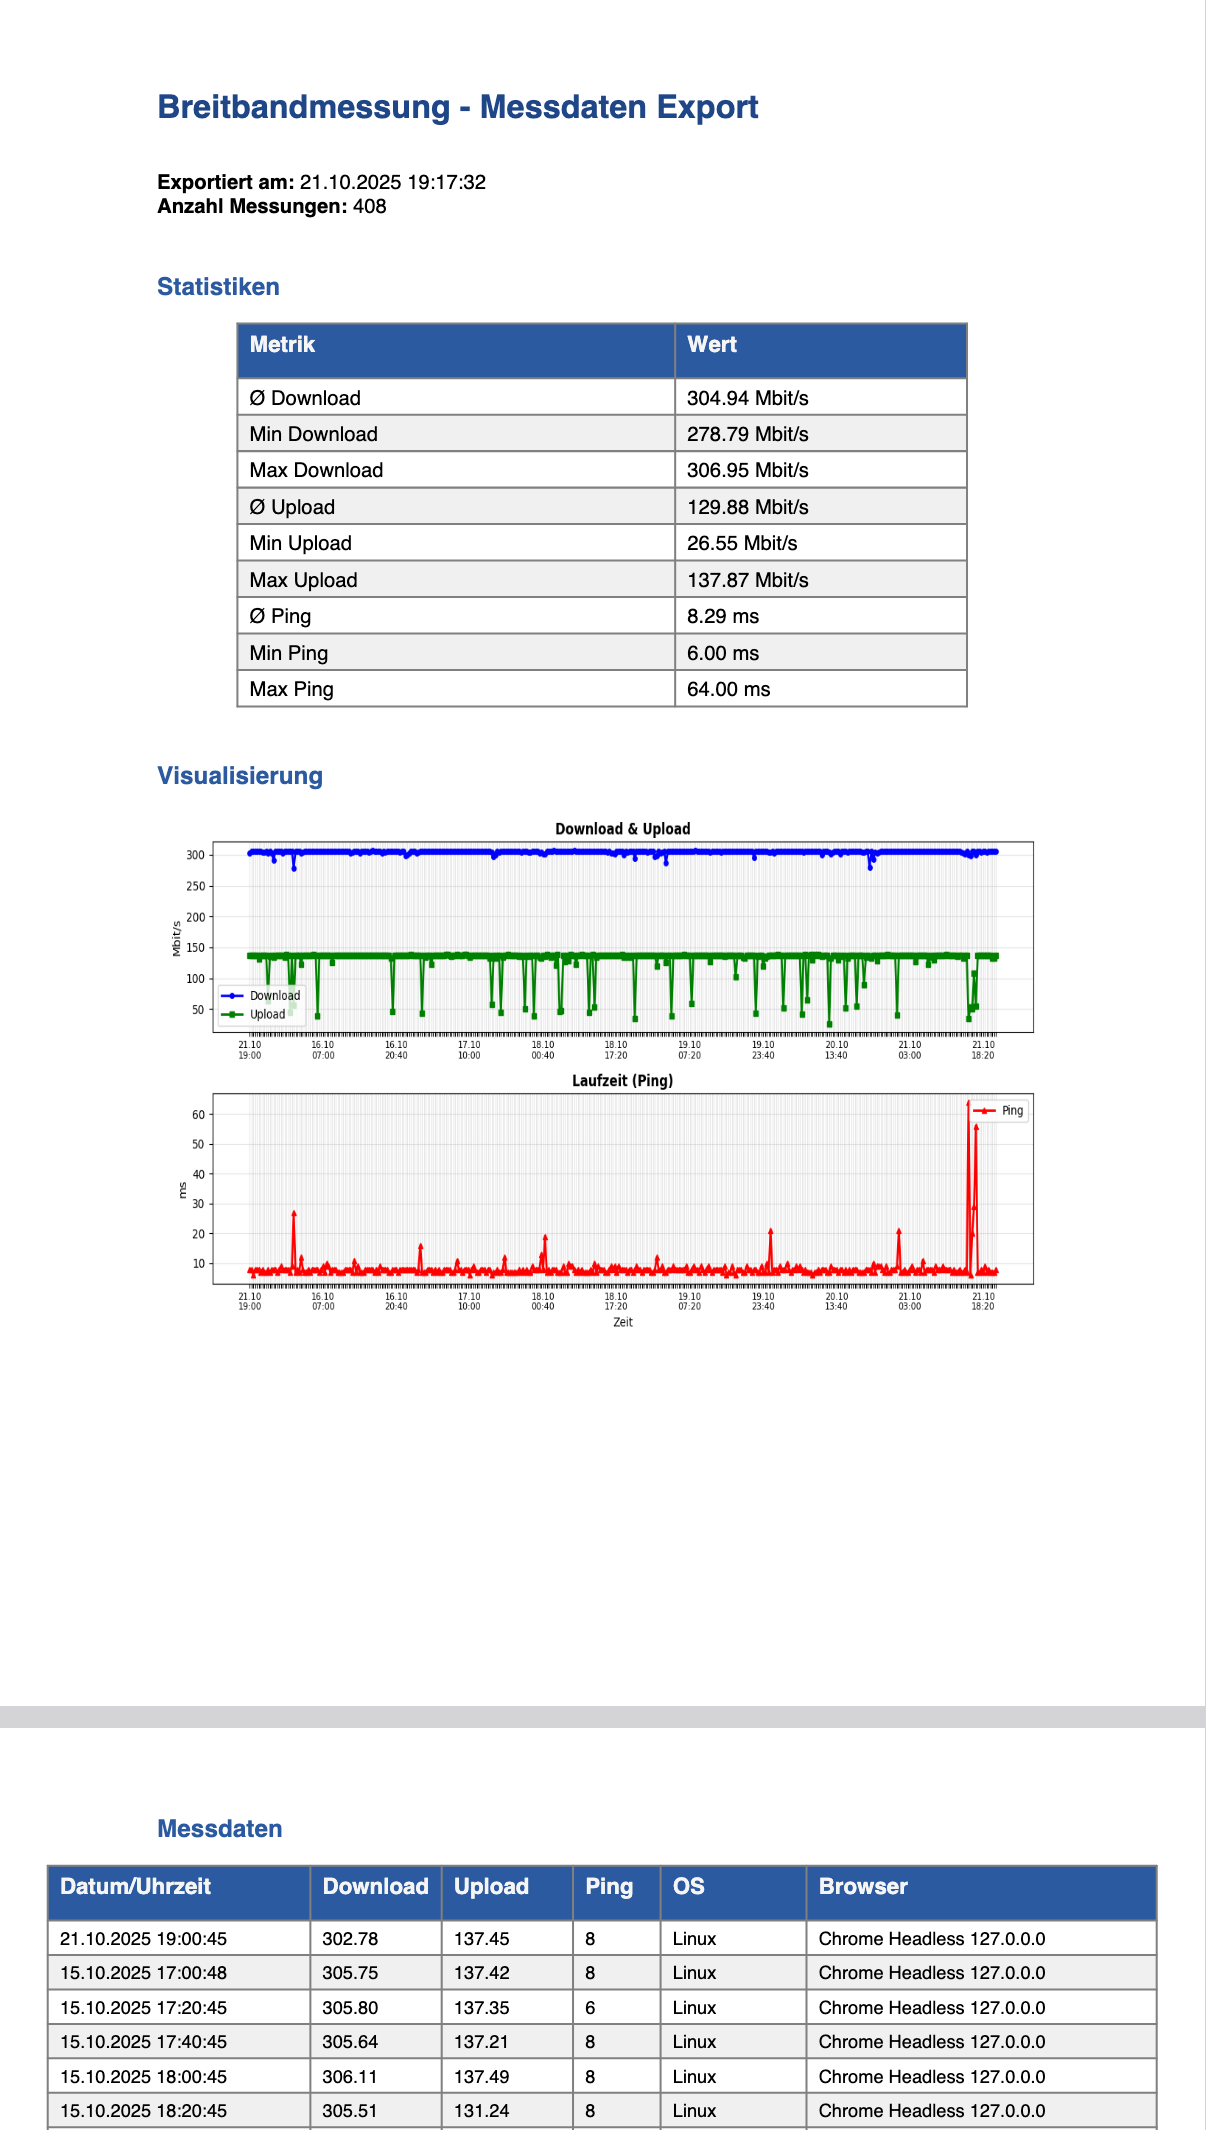 Breitbandmessung - Messdaten Export
Exportiert am: 21.10.2025 19:17:32
Anzahl Messungen: 408
Statistiken
Metrik Wert
Ø Download 304.94 Mbit/s
Min Download 278.79 Mbit/s
Max Download 306.95 Mbit/s
Ø Upload 129.88 Mbit/s
Min Upload 26.55 Mbit/s
Max Upload 137.87 Mbit/s
Ø Ping 8.29 ms
Min Ping 6.00 ms
Max Ping 64.00 ms
Visualisierung
Download & Upload
300
250
200
150
100
50
Mbit/s
Download
Upload
21.10 16.10 16.10 17.10 18.10 18.10 19.10 19.10 20.10 21.10 21.10
19:00 07:00 20:40 10:00 00:40 17:20 07:20 23:40 13:40 03:00 18:20
Laufzeit (Ping)
60
50
40
30
20
10
ms
Ping
21.10 16.10 16.10 17.10 18.10 18.10 19.10 19.10 20.10 21.10 21.10
19:00 07:00 20:40 10:00 00:40 17:20 07:20 23:40 13:40 03:00 18:20
Zeit
Messdaten
Datum/Uhrzeit Download Upload Ping OS Browser
21.10.2025 19:00:45 302.78 137.45 8 Linux Chrome Headless 127.0.0.0
15.10.2025 17:00:48 305.75 137.42 8 Linux Chrome Headless 127.0.0.0
15.10.2025 17:20:45 305.80 137.35 6 Linux Chrome Headless 127.0.0.0
15.10.2025 17:40:45 305.64 137.21 8 Linux Chrome Headless 127.0.0.0
15.10.2025 18:00:45 306.11 137.49 8 Linux Chrome Headless 127.0.0.0
15.10.2025 18:20:45 305.51 131.24 8 Linux Chrome Headless 127.0.0.0